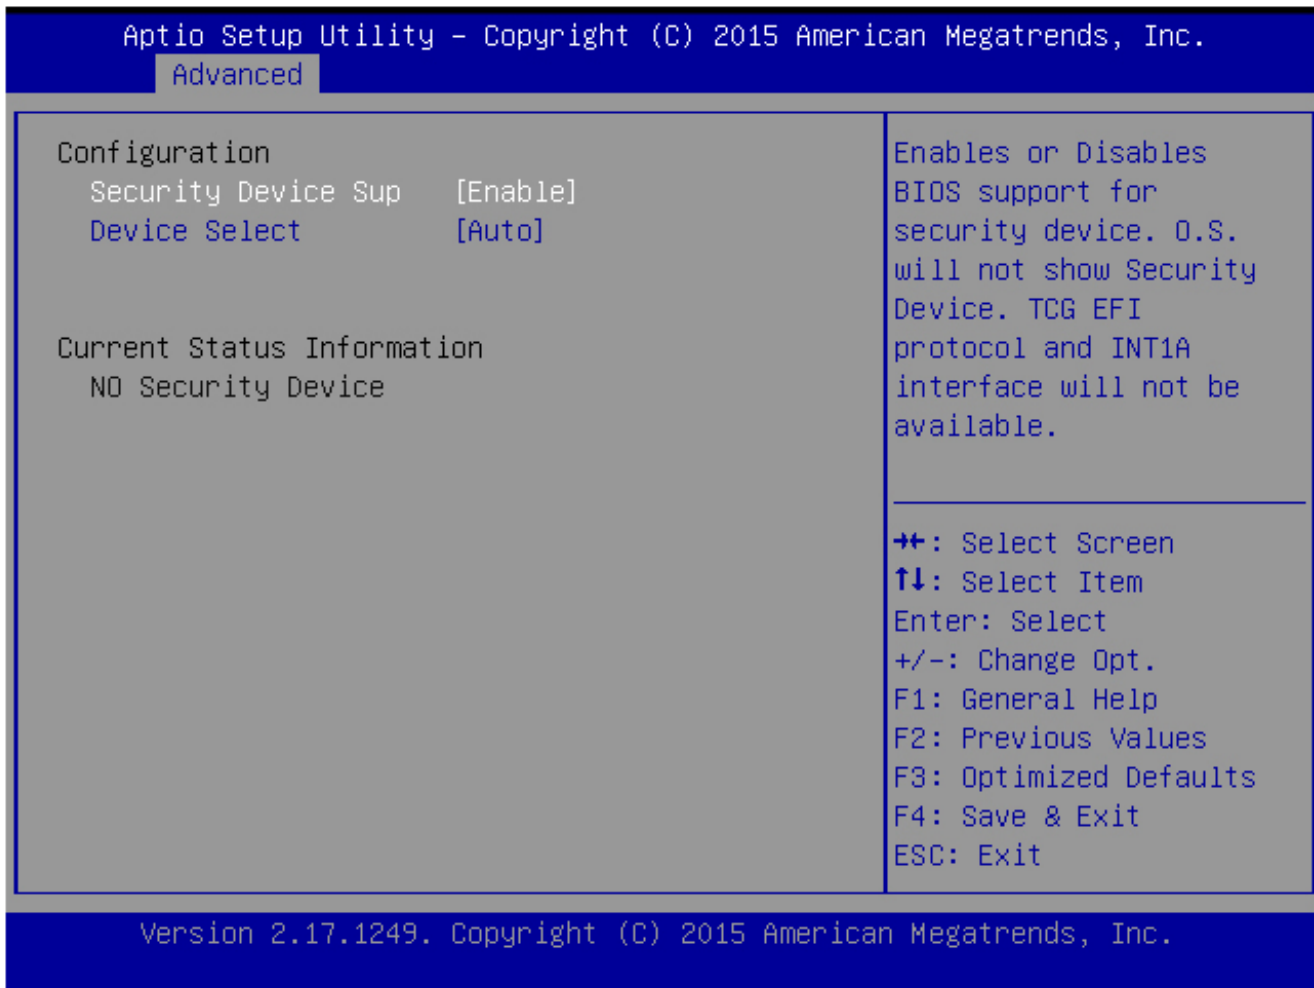 Aptio Setup Utility – Copyright (C) 2015 American Megatrends, Inc.
Advanced
Configuration
Security Device Sup [Enable]
Device Select [Auto]
Current Status Information
NO Security Device
Enables or Disables
BIOS support for
security device. O.S.
will not show Security
Device. TCG EFI
protocol and INT1A
interface will not be
available.
→←: Select Screen
↑↓: Select Item
Enter: Select
+/-: Change Opt.
F1: General Help
F2: Previous Values
F3: Optimized Defaults
F4: Save & Exit
ESC: Exit
Version 2.17.1249. Copyright (C) 2015 American Megatrends, Inc.